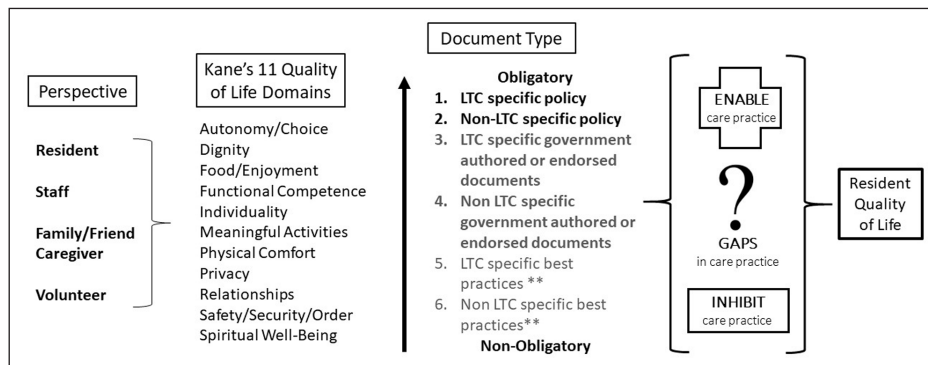 Perspective
Resident
Staff
Family/Friend
Caregiver
Volunteer
Kane's 11 Quality
of Life Domains
Autonomy/Choice
Dignity
Food/Enjoyment
Functional Competence
Individuality
Meaningful Activities
Physical Comfort
Privacy
Relationships
Safety/Security/Order
Spiritual Well-Being
Document Type
Obligatory
1. LTC specific policy
2. Non-LTC specific policy
3. LTC specific government
authored or endorsed
documents
4. Non LTC specific
government authored or
endorsed documents
5. LTC specific best
practices **
6. Non LTC specific best
practices**
Non-Obligatory
ENABLE
care practice
?
GAPS
in care practice
INHIBIT
care practice
Resident
Quality
of Life